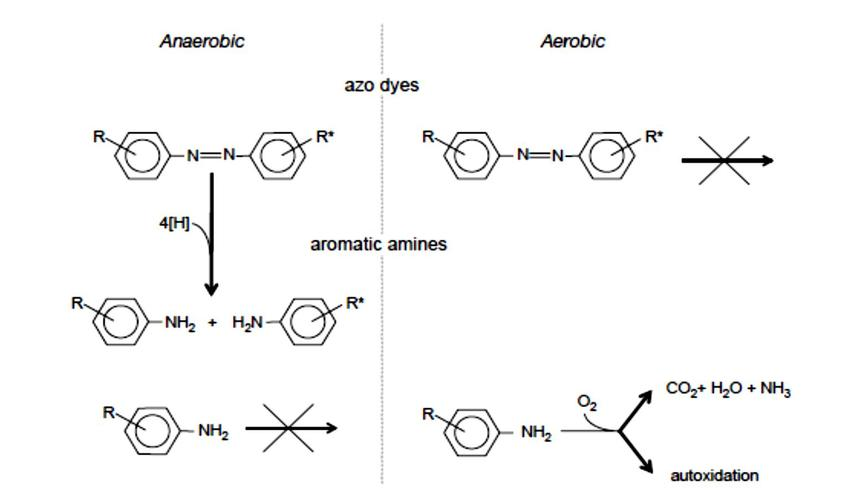 Anaerobic
Aerobic
azo dyes
R
N=N
R*
R
N=N
R*
4[H]
aromatic amines
R
NH₂ + H₂N
R*
R
NH₂
R
NH₂
O₂
CO₂+ H₂O + NH₃
autoxidation